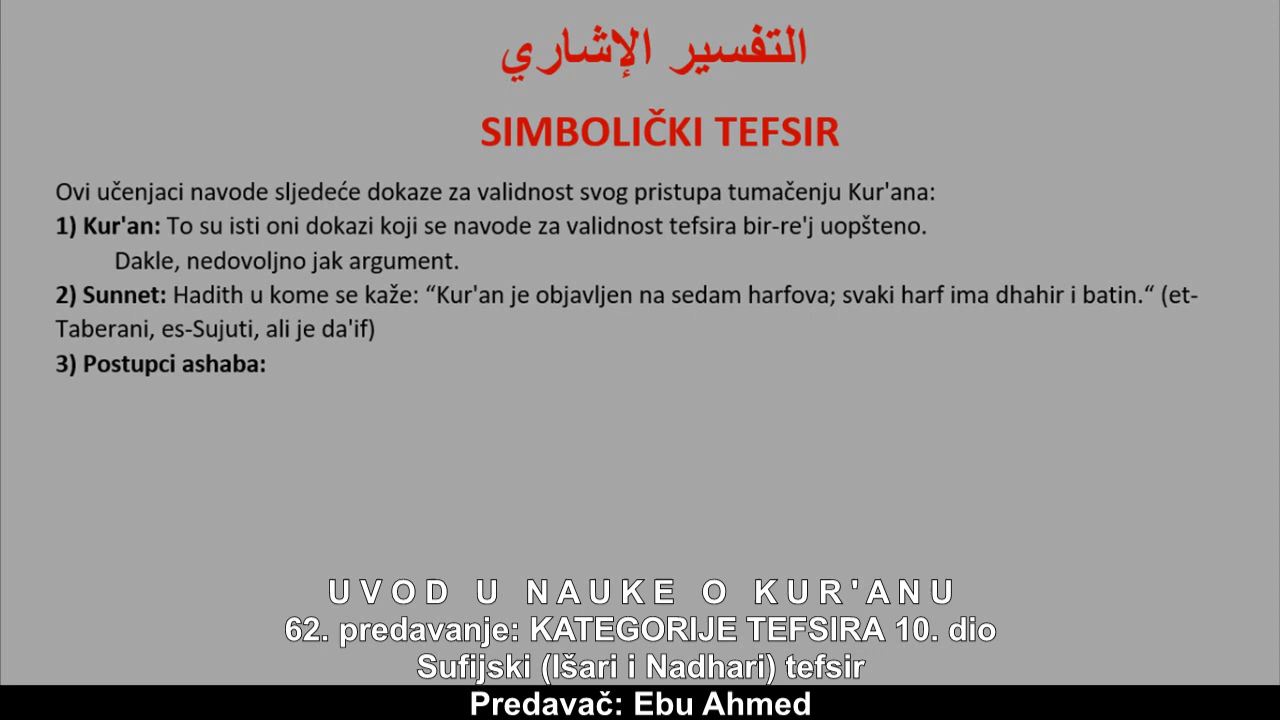 التفسير الإشاري
SIMBOLIČKI TEFSIR
Ovi učenjaci navode sljedeće dokaze za validnost svog pristupa tumačenju Kur'ana:
1) Kur'an: To su isti oni dokazi koji se navode za validnost tefsira bir-re'j uopšteno.
Dakle, nedovoljno jak argument.
2) Sunnet: Hadith u kome se kaže: “Kur'an je objavljen na sedam harfova; svaki harf ima dhahir i batin.“ (et-
Taberani, es-Sujuti, ali je da'if)
3) Postupci ashaba:
UVOD U NAUKE O KUR'ANU
62. predavanje: KATEGORIJE TEFSIRA 10. dio
Sufijski (Išari i Nadhari) tefsir
Predavač: Ebu Ahmed